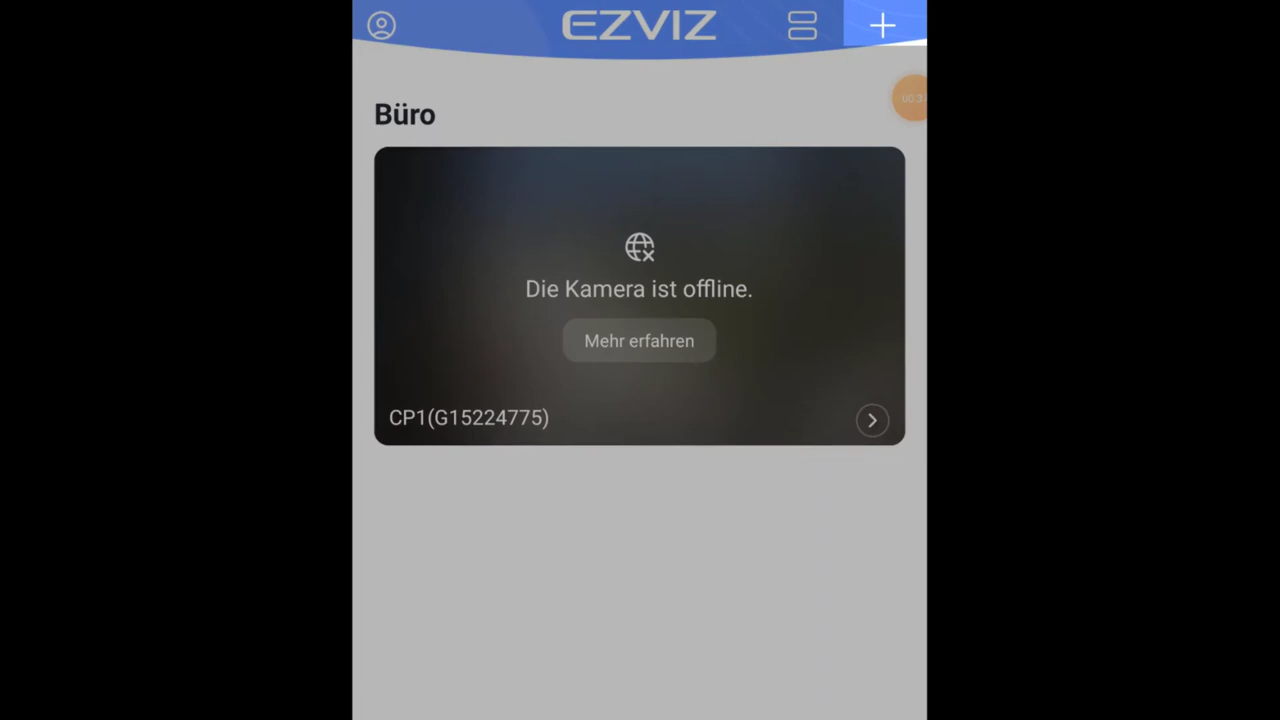 EZVIZ
Büro
Die Kamera ist offline.
Mehr erfahren
CP1(G15224775)